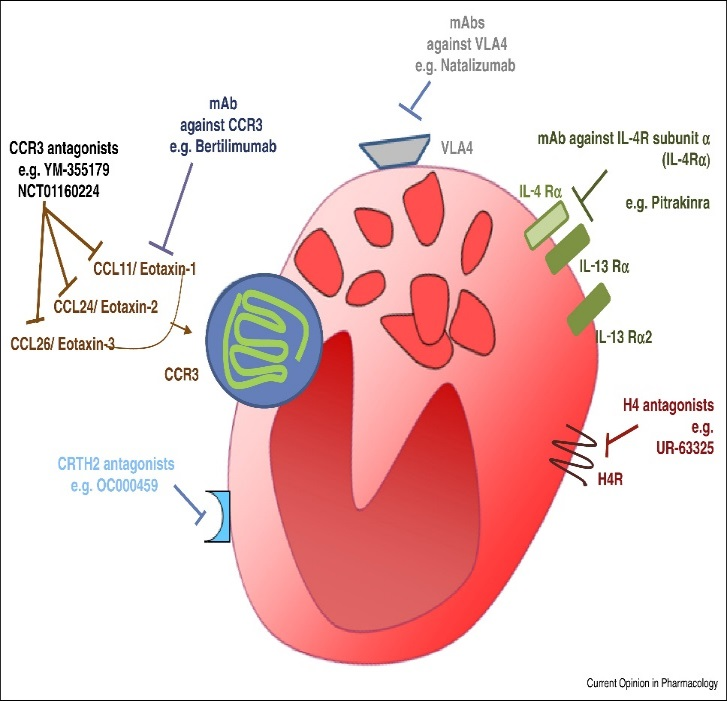 mAbs
against VLA4
e.g. Natalizumab
mAb
against CCR3
e.g. Bertilimumab
CCR3 antagonists
e.g. YM-355179
NCT01160224
VLA4
mAb against IL-4R subunit α
(IL-4Rα)
e.g. Pitrakinra
IL-4 Rα
IL-13 Rα
IL-13 Rα2
CCL11/ Eotaxin-1
CCL24/ Eotaxin-2
CCL26/ Eotaxin-3
CCR3
H4 antagonists
e.g.
UR-63325
H4R
CRTH2 antagonists
e.g. OC000459
Current Opinion in Pharmacology